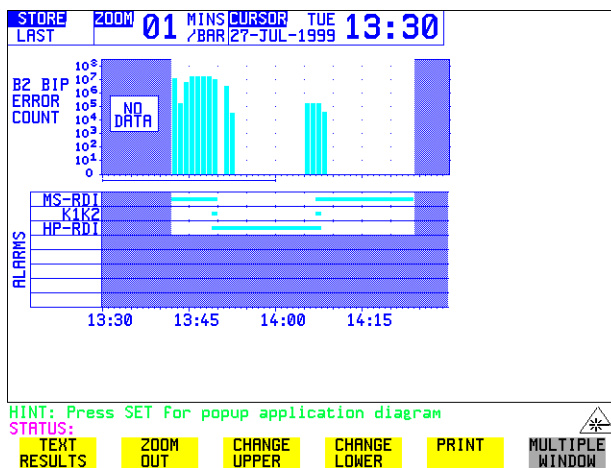 STORE ZOOM 01 MINS CURSOR TUE 13:30
LAST /BAR 27-JUL-1999
B2 BIP
ERROR
COUNT
10⁸
10⁷
10⁶
10⁵
10⁴
10³
10²
10¹
0
NO
DATA
MS-RDI
K1K2
HP-RDI
ALARMS
13:30 13:45 14:00 14:15
HINT: Press SET for popup application diagram
STATUS:
TEXT RESULTS
ZOOM OUT
CHANGE UPPER
CHANGE LOWER
PRINT
MULTIPLE WINDOW